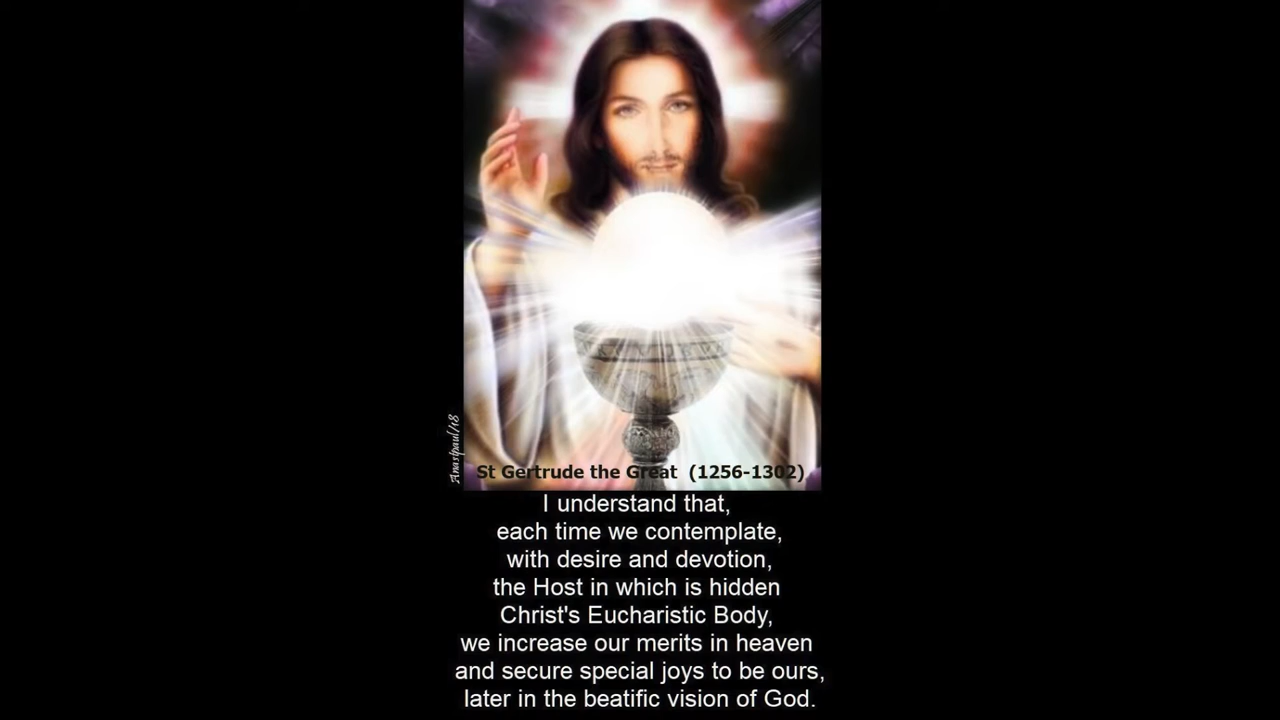 Anastpaul/18
St Gertrude the Great (1256-1302)
I understand that,
each time we contemplate,
with desire and devotion,
the Host in which is hidden
Christ's Eucharistic Body,
we increase our merits in heaven
and secure special joys to be ours,
later in the beatific vision of God.